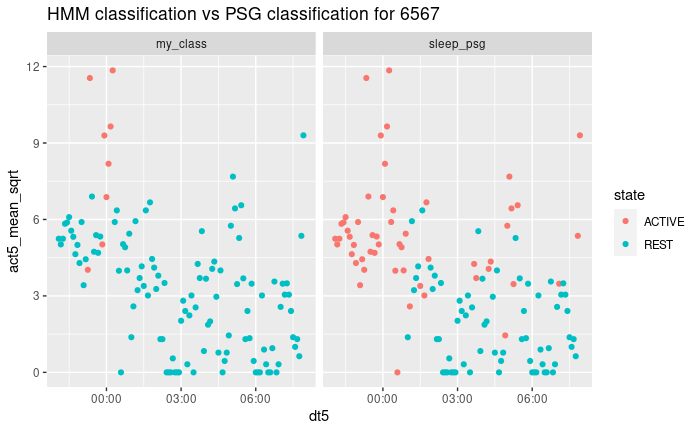 HMM classification vs PSG classification for 6567
my_class
sleep_psg
act5_mean_sqrt
12
9
6
3
0
00:00 03:00 06:00
00:00 03:00 06:00
dt5
state
ACTIVE
REST